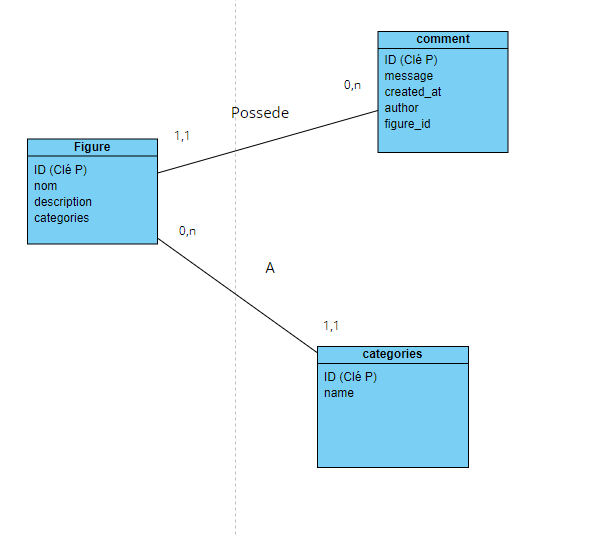 comment
ID (Clé P)
message
created_at
author
figure_id
0,n
Possede
1,1
Figure
ID (Clé P)
nom
description
categories
0,n
A
1,1
categories
ID (Clé P)
name